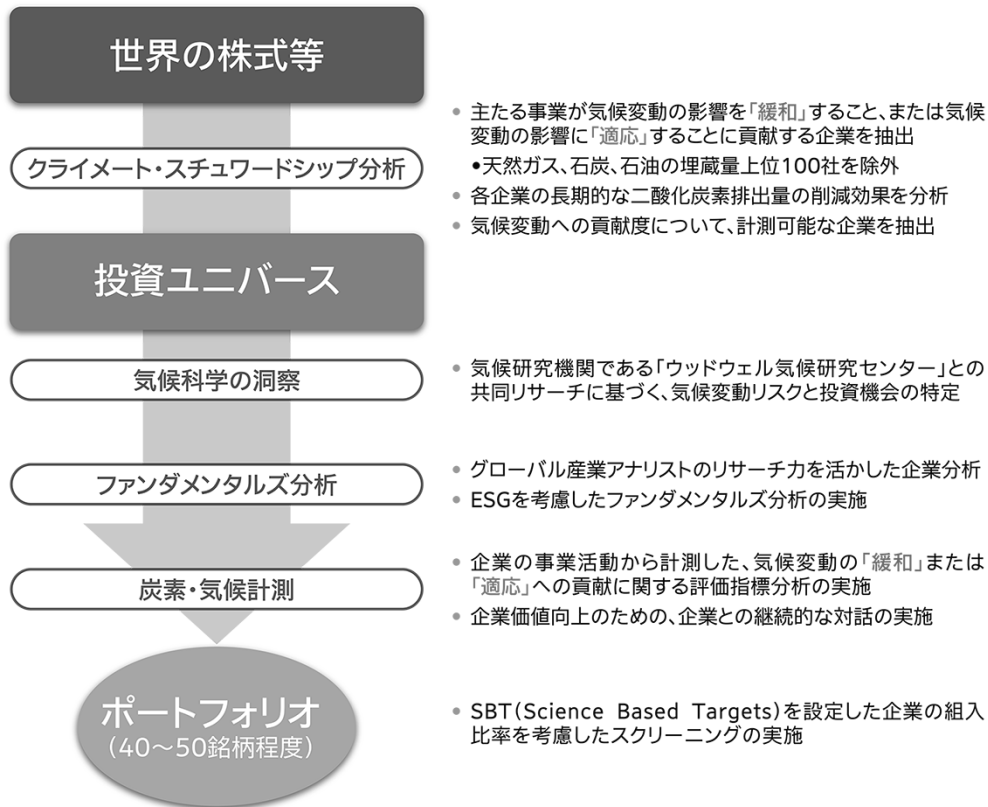 世界の株式等
クライメート・スチュワードシップ分析
• 主たる事業が気候変動の影響を「緩和」すること、または気候
変動の影響に「適応」することに貢献する企業を抽出
•天然ガス、石炭、石油の埋蔵量上位100社を除外
• 各企業の長期的な二酸化炭素排出量の削減効果を分析
• 気候変動への貢献度について、計測可能な企業を抽出
投資ユニバース
気候科学の洞察
• 気候研究機関である「ウッドウェル気候研究センター」との
共同リサーチに基づく、気候変動リスクと投資機会の特定
ファンダメンタルズ分析
• グローバル産業アナリストのリサーチ力を活かした企業分析
• ESGを考慮したファンダメンタルズ分析の実施
炭素・気候計測
• 企業の事業活動から計測した、気候変動の「緩和」または
「適応」への貢献に関する評価指標分析の実施
• 企業価値向上のための、企業との継続的な対話の実施
ポートフォリオ
(40〜50銘柄程度)
• SBT(Science Based Targets)を設定した企業の組入
比率を考慮したスクリーニングの実施